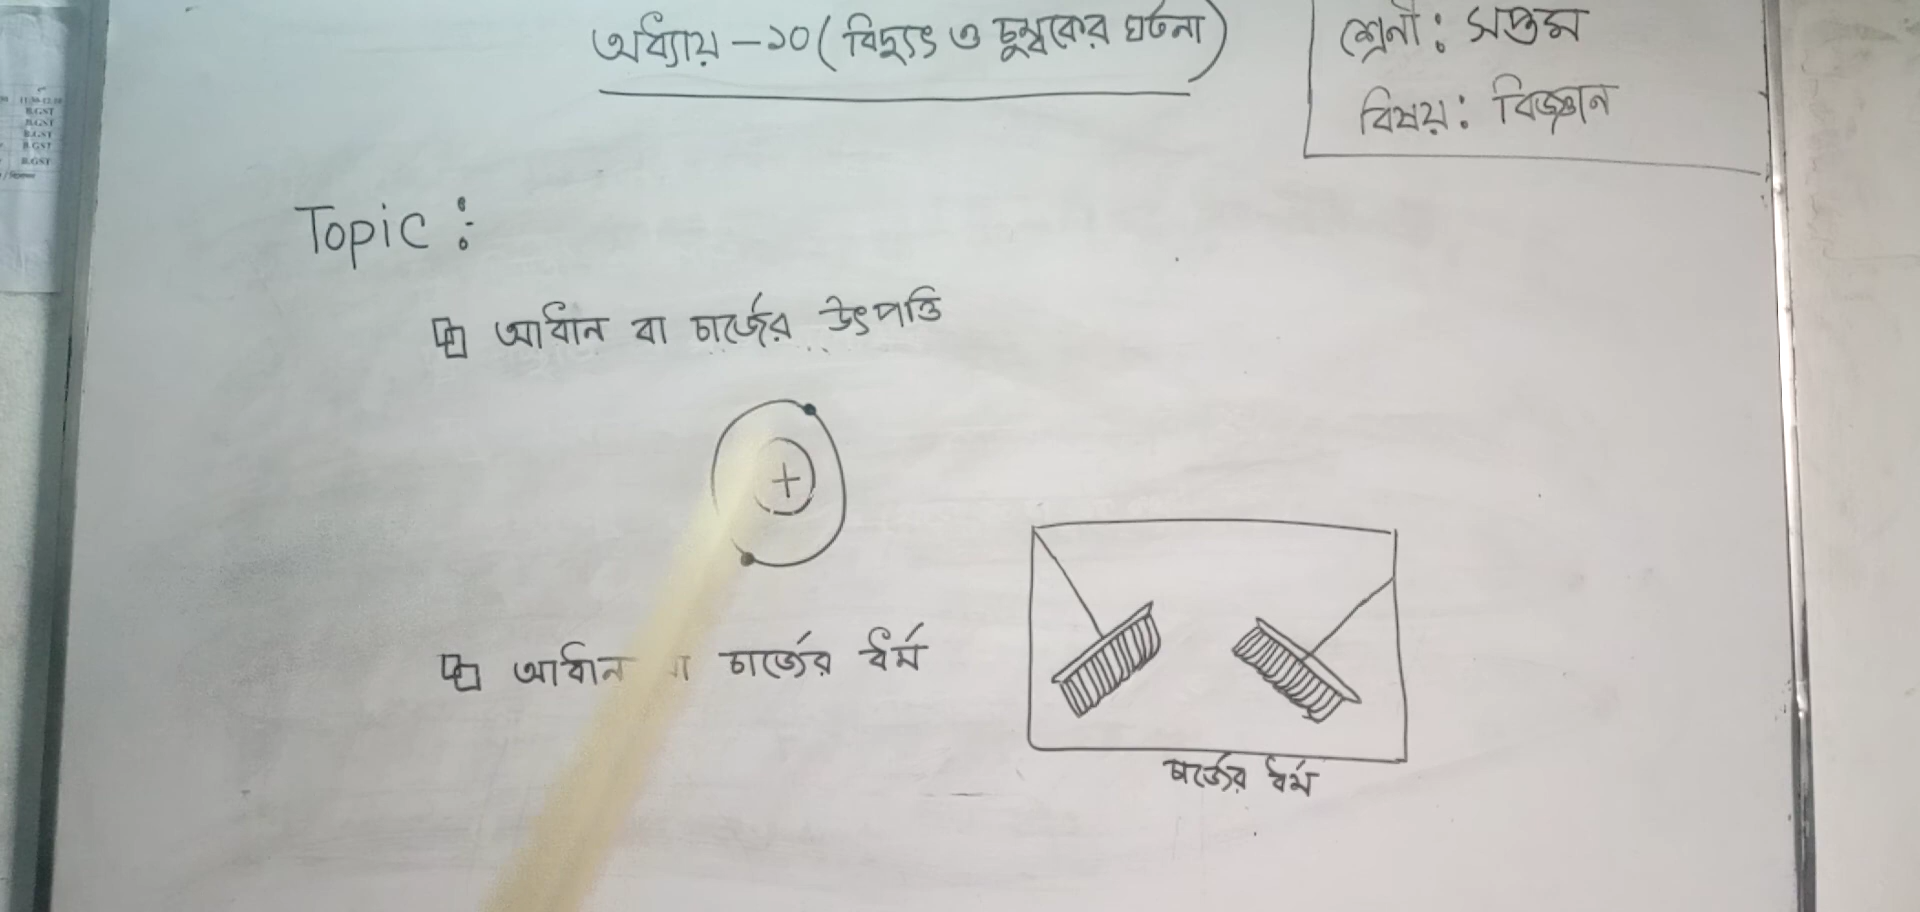 অধ্যায় – ১০ ( বিদ্যুৎ ও চুম্বকের ঘটনা )
শ্রেনী : সপ্তম
বিষয় : বিজ্ঞান
Topic :
আধান বা চার্জের উৎপত্তি
+
আধান বা চার্জের ধর্ম
চার্জের ধর্ম